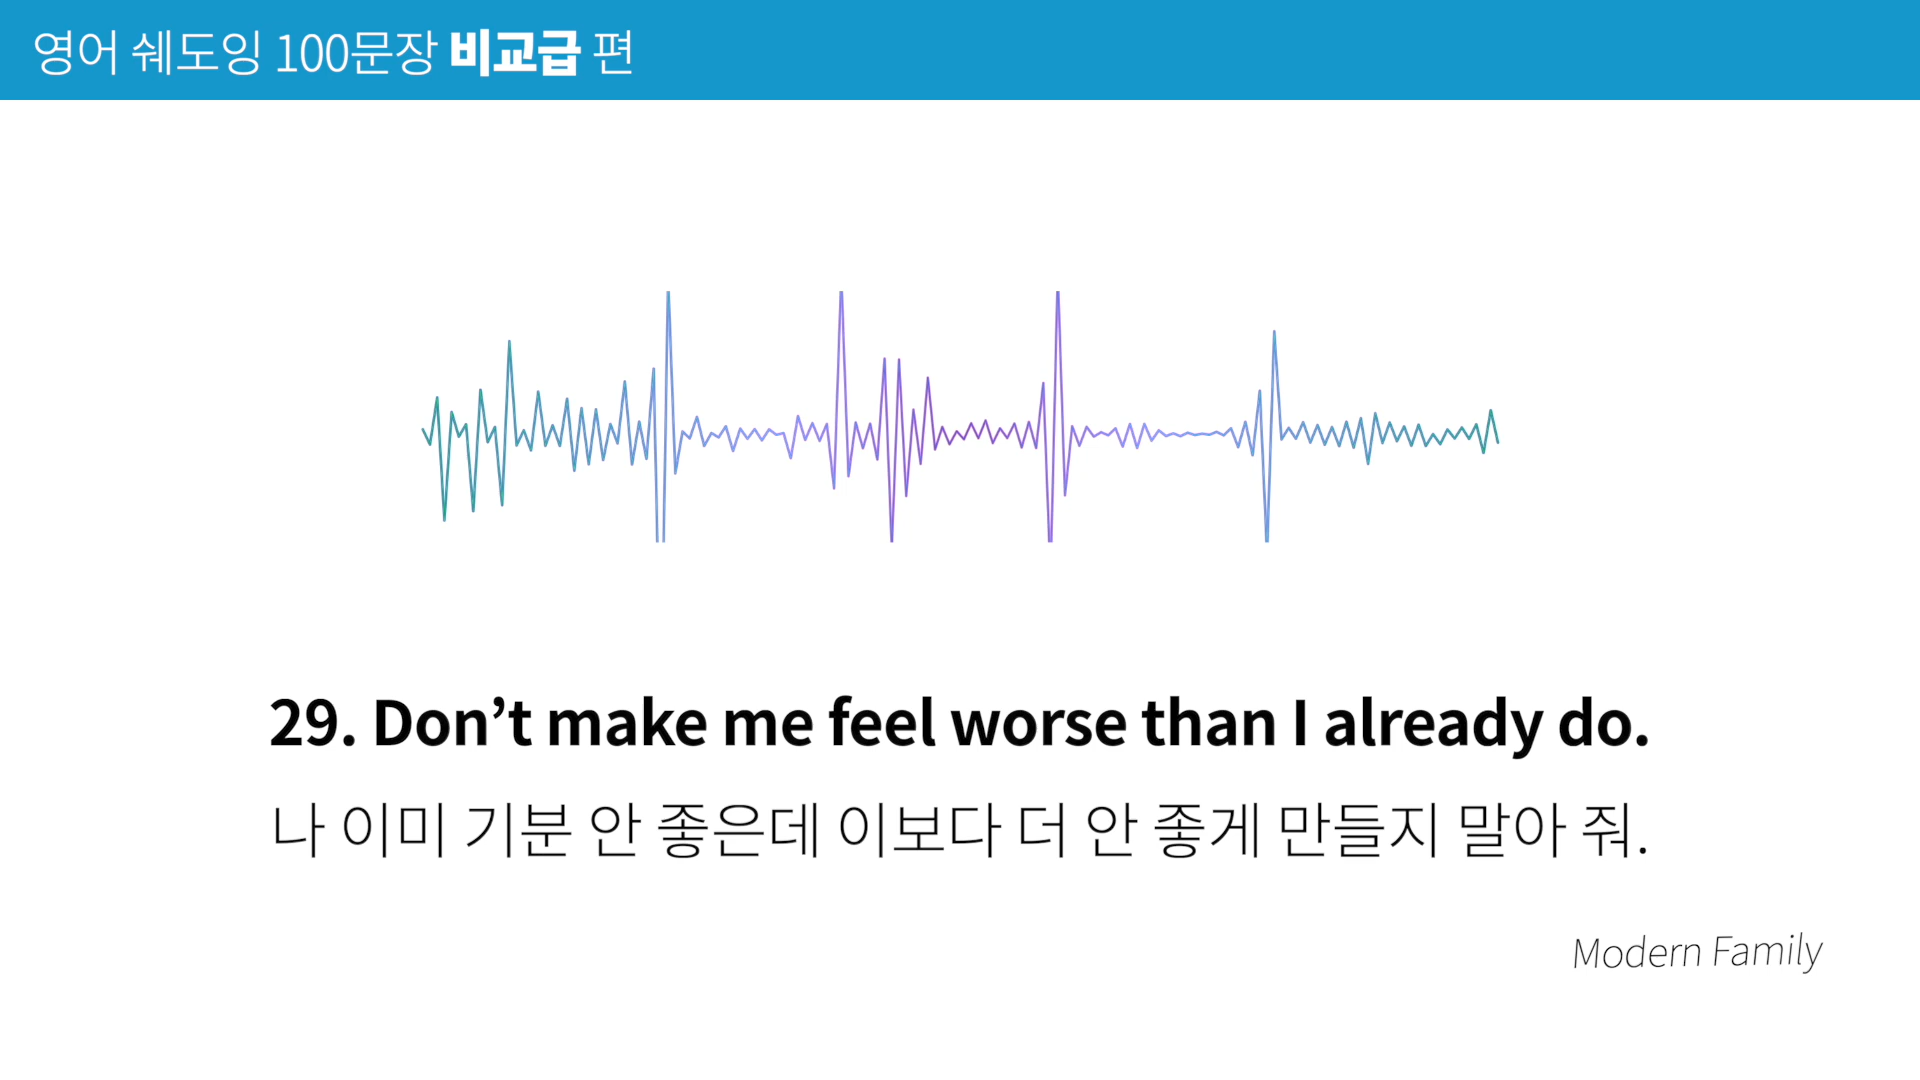 영어 쉐도잉 100문장 비교급 편
29. Don’t make me feel worse than I already do.
나 이미 기분 안 좋은데 이보다 더 안 좋게 만들지 말아 줘.
Modern Family